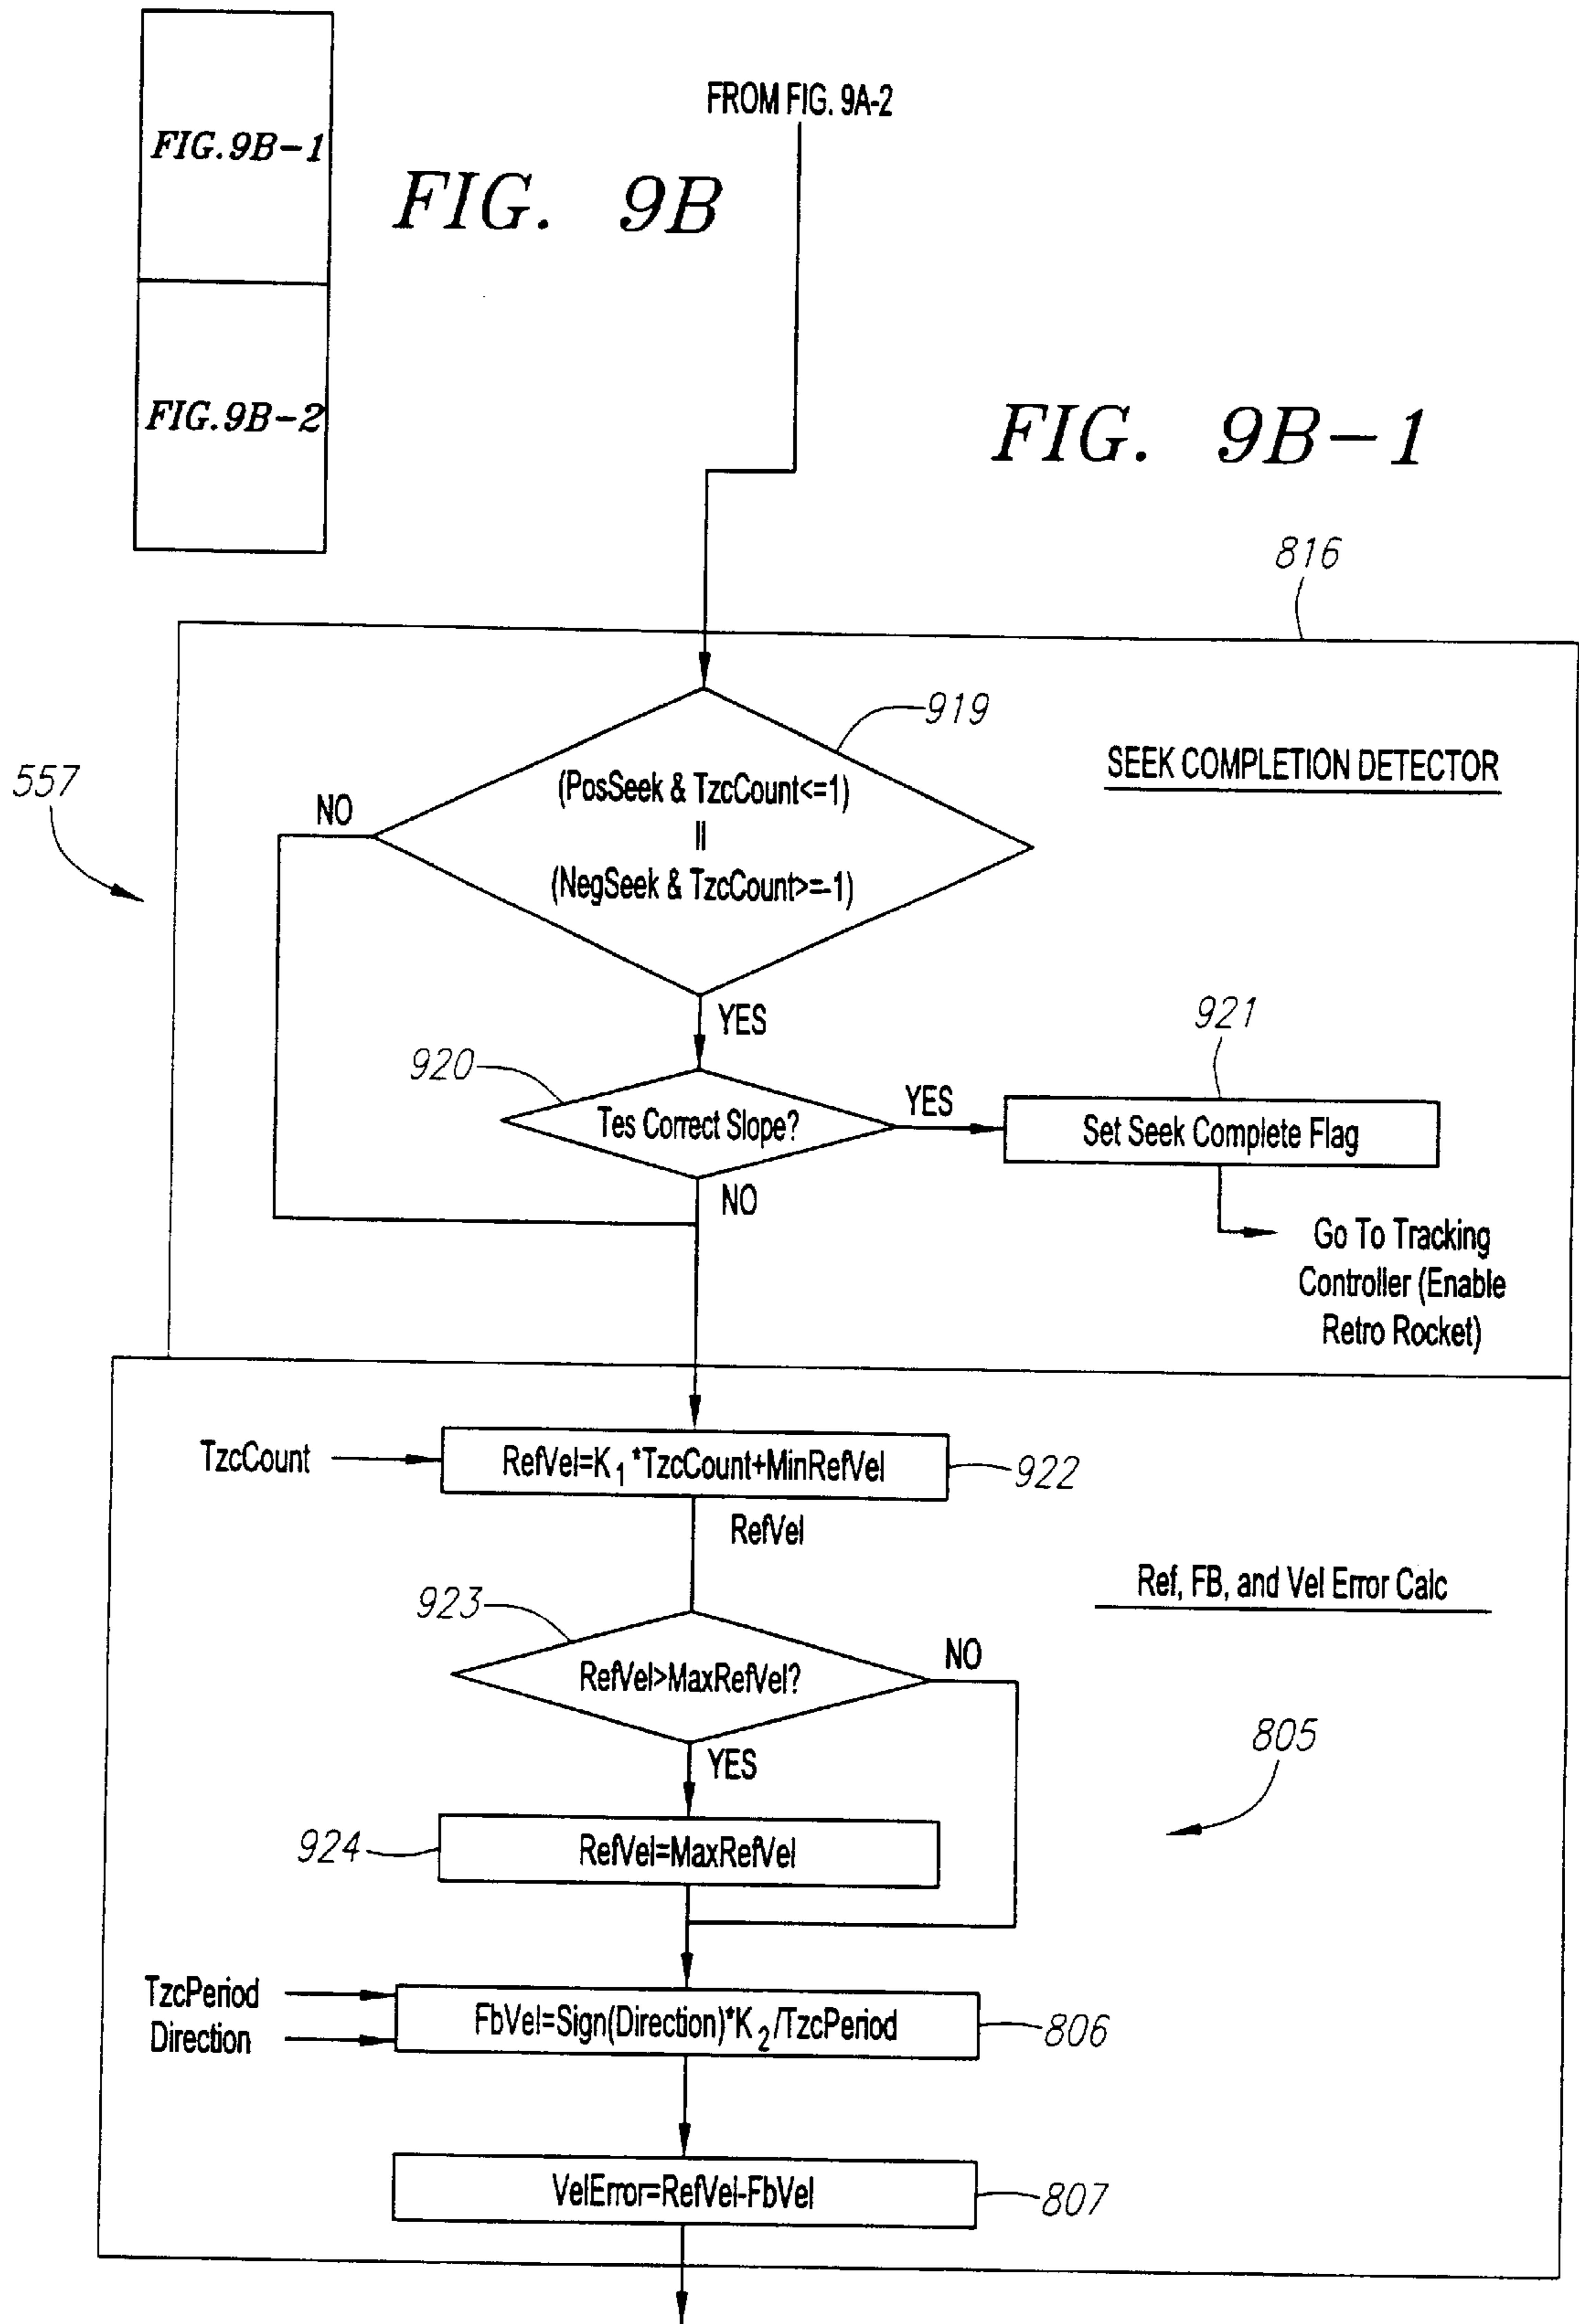 FROM FIG. 9A-2
FIG.9B-1
FIG. 9B
FIG.9B-2
FIG. 9B-1
816
919
SEEK COMPLETION DETECTOR
557
NO
(PosSeek & TzcCount<=1)
||
(NegSeek & TzcCount>=-1)
YES
921
920
Tes Correct Slope?
YES
Set Seek Complete Flag
NO
Go To Tracking
Controller (Enable
Retro Rocket)
TzcCount
RefVel=K1 *TzcCount+MinRefVel
922
RefVel
Ref, FB, and Vel Error Calc
923
RefVel>MaxRefVel?
NO
YES
805
924
RefVel=MaxRefVel
TzcPeriod
Direction
FbVel=Sign(Direction)*K2/TzcPeriod
806
VelError=RefVel-FbVel
807